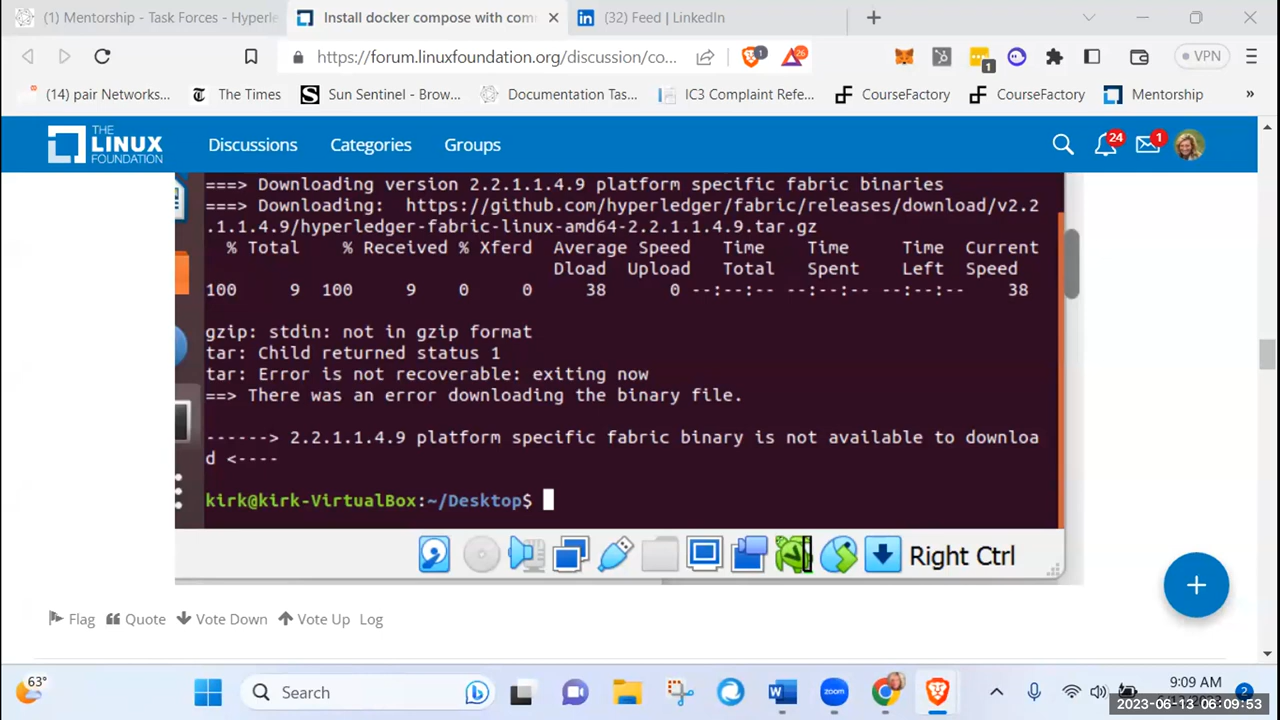 (1) Mentorship - Task Forces - Hyperle
Install docker compose with com
(32) Feed | LinkedIn
https://forum.linuxfoundation.org/discussion/co...
1
26
1
VPN
(14) pair Networks...
The Times
Sun Sentinel - Brow...
Documentation Tas...
IC3 Complaint Refe...
CourseFactory
CourseFactory
Mentorship
»
THE
LINUX
FOUNDATION
Discussions
Categories
Groups
24
1
===> Downloading version 2.2.1.1.4.9 platform specific fabric binaries
===> Downloading: https://github.com/hyperledger/fabric/releases/download/v2.2
.1.1.4.9/hyperledger-fabric-linux-amd64-2.2.1.1.4.9.tar.gz
% Total % Received % Xferd Average Speed Time Time Time Current
Dload Upload Total Spent Left Speed
100 9 100 9 0 0 38 0 --:--:-- --:--:-- --:--:-- 38
gzip: stdin: not in gzip format
tar: Child returned status 1
tar: Error is not recoverable: exiting now
==> There was an error downloading the binary file.
------> 2.2.1.1.4.9 platform specific fabric binary is not available to downloa
d <----
kirk@kirk-VirtualBox:~/Desktop$
Right Ctrl
Flag Quote Vote Down Vote Up Log
63°
Search
zoom
9:09 AM
2
2023-06-13 06:09:53